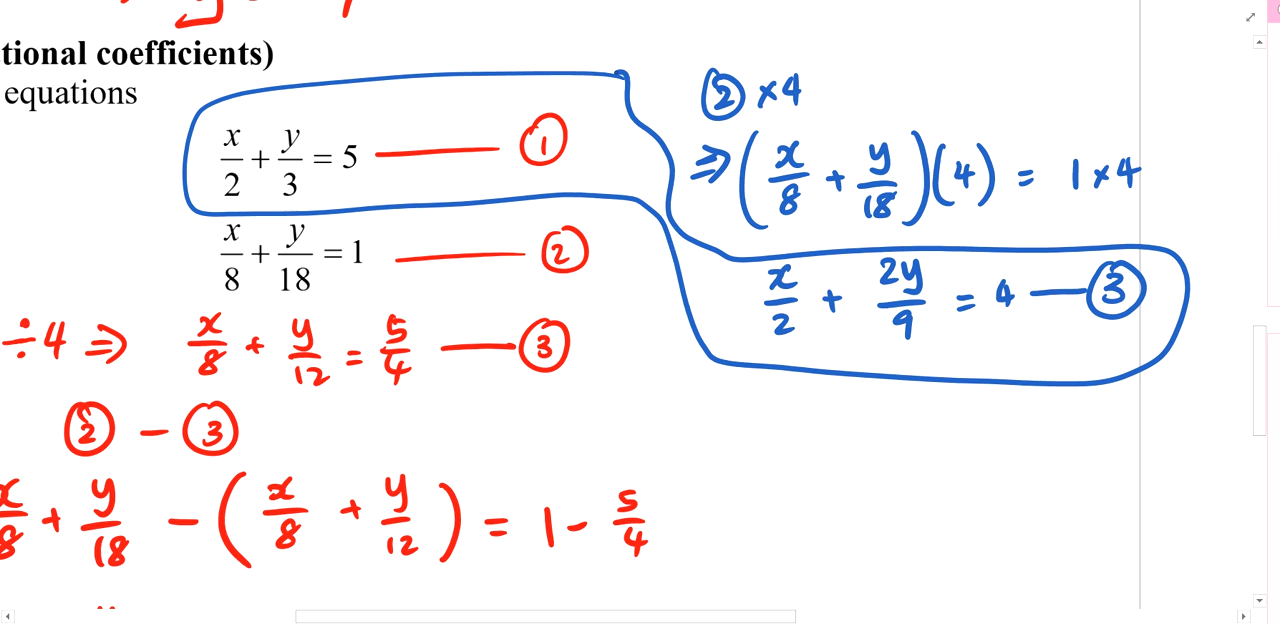 tional coefficients)
equations
x/2 + y/3 = 5 ——— ①
x/8 + y/18 = 1 ——— ②
÷4 ⇒ x/8 + y/12 = 5/4 ——— ③
② − ③
x/8 + y/18 − (x/8 + y/12) = 1 − 5/4
② × 4
⇒ (x/8 + y/18)(4) = 1 × 4
x/2 + 2y/9 = 4 — ③